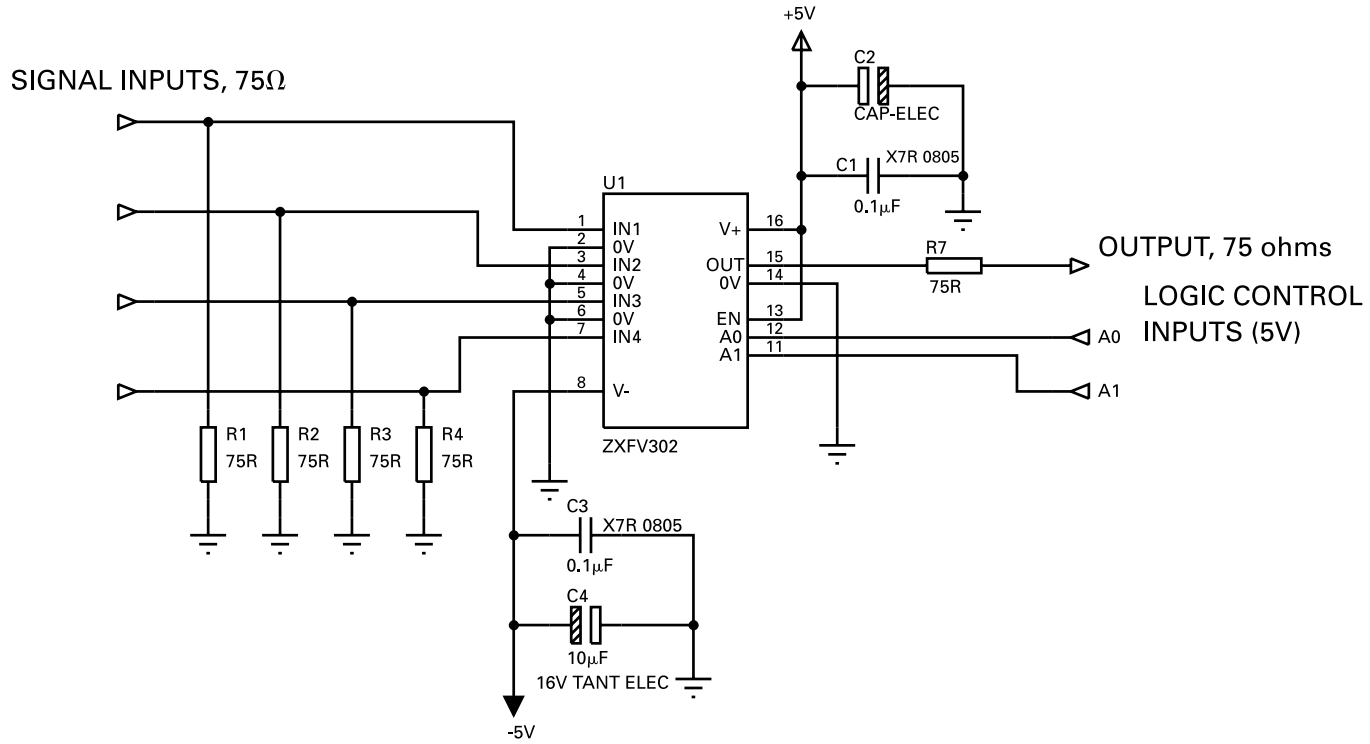 +5V
C2
CAP-ELEC
SIGNAL INPUTS, 75Ω
C1
X7R 0805
0.1μF
U1
1
IN1
2
0V
3
IN2
4
0V
5
IN3
6
0V
7
IN4
8
V-
V+
16
OUT
15
0V
14
EN
13
A0
12
A1
11
ZXFV302
R7
75R
OUTPUT, 75 ohms
LOGIC CONTROL
INPUTS (5V)
A0
A1
R1
75R
R2
75R
R3
75R
R4
75R
C3
X7R 0805
0.1μF
C4
10μF
16V TANT ELEC
-5V